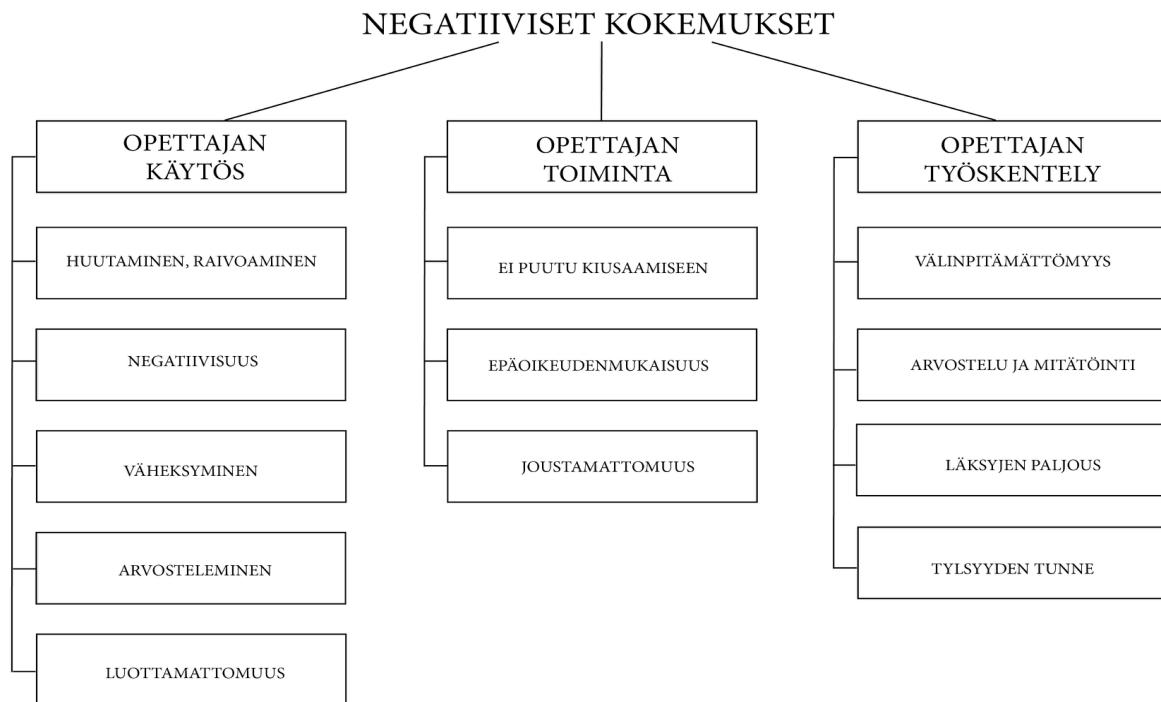 NEGATIIVISET KOKEMUKSET
OPETTAJAN
KÄYTÖS
HUUTAMINEN, RAIVOAMINEN
NEGATIIVISUUS
VÄHEKSYMINEN
ARVOSTELEMINEN
LUOTTAMATTOMUUS
OPETTAJAN
TOIMINTA
EI PUUTU KIUSAAMISEEN
EPÄOIKEUDENMUKAISUUS
JOUSTAMATTOMUUS
OPETTAJAN
TYÖSKENTELY
VÄLINPITÄMÄTTÖMYYS
ARVOSTELU JA MITÄTÖINTI
LÄKSYJEN PALJOUS
TYLSYYDEN TUNNE